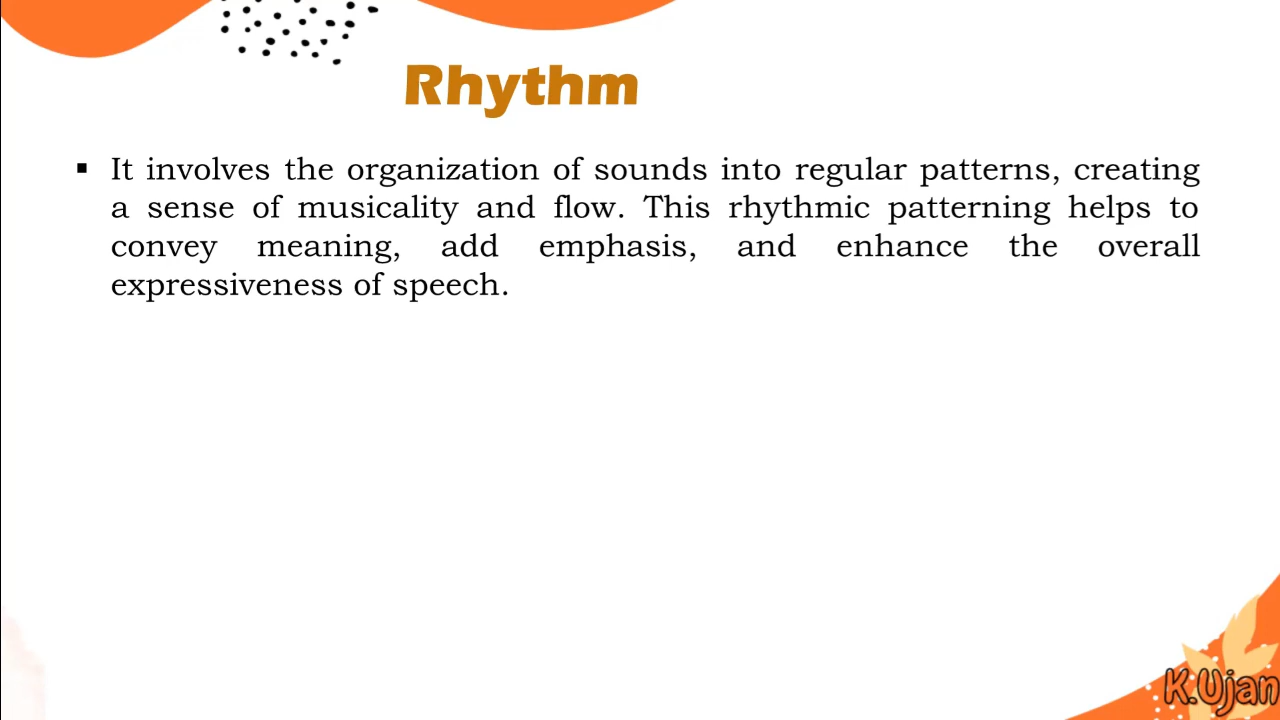 Rhythm
▪ It involves the organization of sounds into regular patterns, creating
a sense of musicality and flow. This rhythmic patterning helps to
convey meaning, add emphasis, and enhance the overall
expressiveness of speech.
K.Ujan